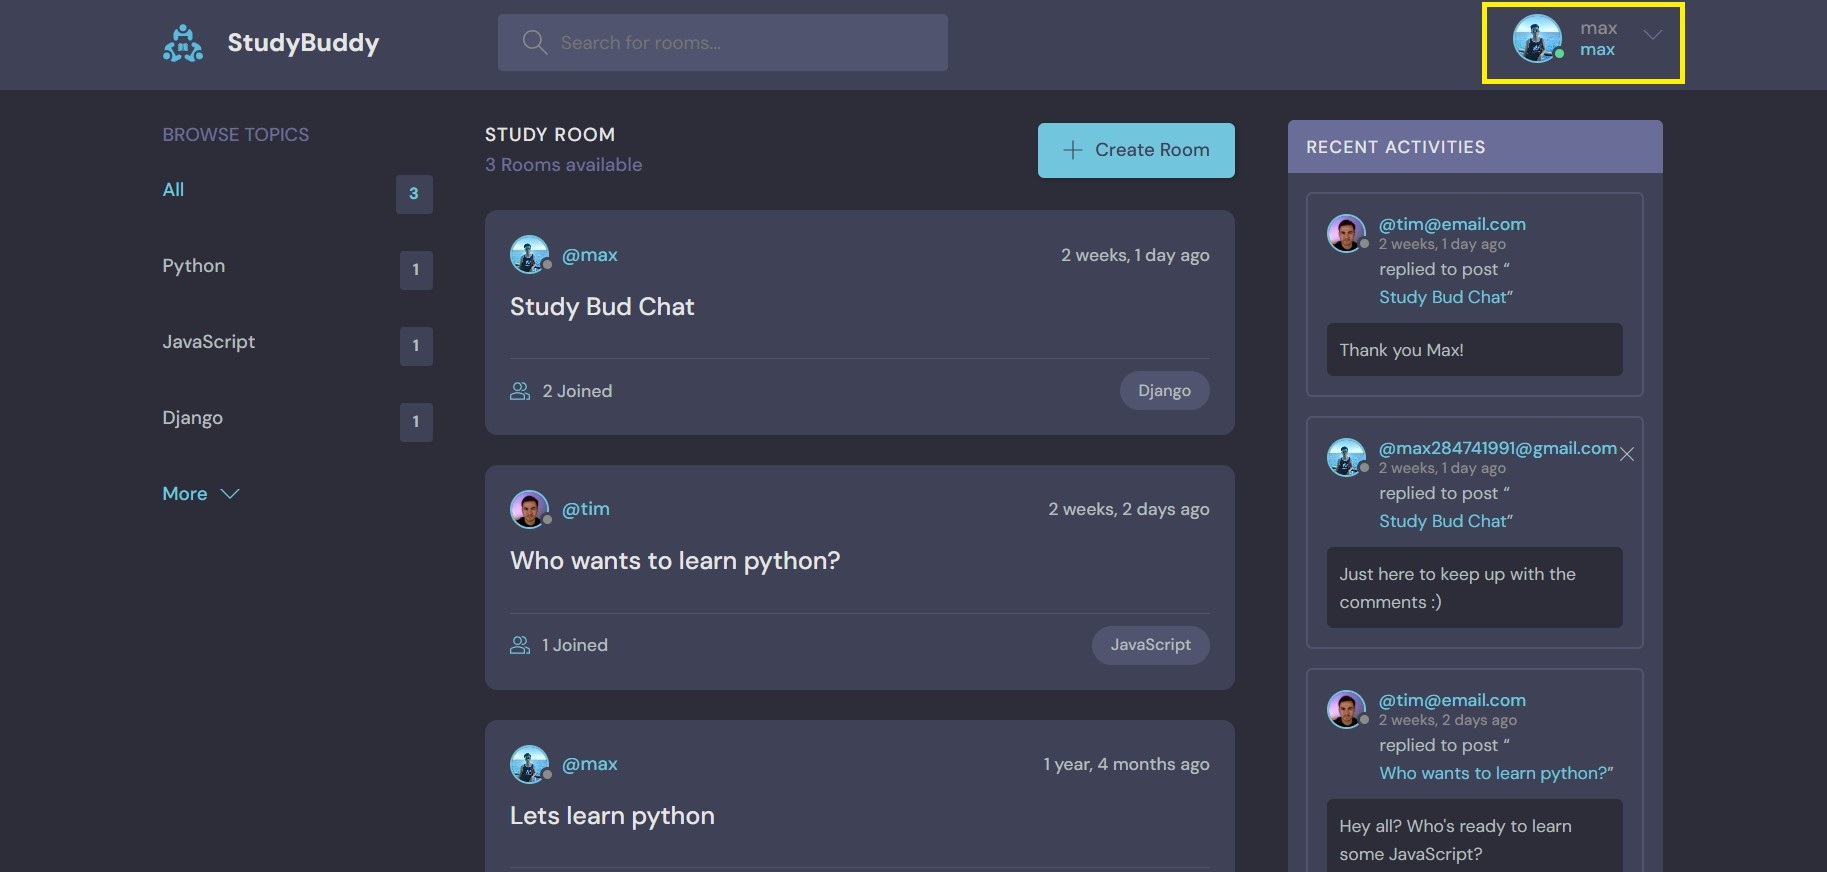 StudyBuddy
Search for rooms...
max
max
BROWSE TOPICS
All 3
Python 1
JavaScript 1
Django 1
More
STUDY ROOM
3 Rooms available
Create Room
@max 2 weeks, 1 day ago
Study Bud Chat
2 Joined Django
@tim 2 weeks, 2 days ago
Who wants to learn python?
1 Joined JavaScript
@max 1 year, 4 months ago
Lets learn python
RECENT ACTIVITIES
@tim@email.com
2 weeks, 1 day ago
replied to post “
Study Bud Chat”
Thank you Max!
@max284741991@gmail.com
2 weeks, 1 day ago
replied to post “
Study Bud Chat”
Just here to keep up with the
comments :)
@tim@email.com
2 weeks, 2 days ago
replied to post “
Who wants to learn python?”
Hey all? Who's ready to learn
some JavaScript?